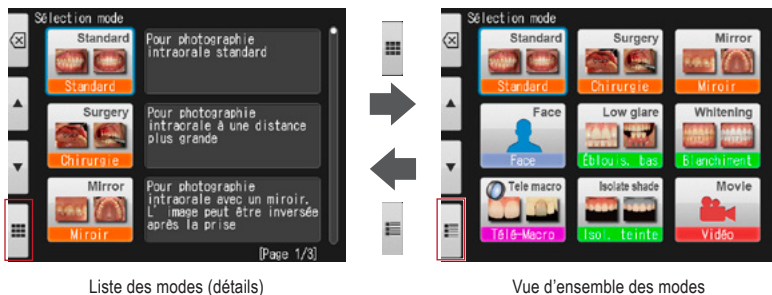 Sélection mode
Standard
Standard
Pour photographie
intraorale standard
Surgery
Chirurgie
Pour photographie
intraorale à une distance
plus grande
Mirror
Miroir
Pour photographie
intraorale avec un miroir.
L' image peut être inversée
après la prise
[Page 1/3]
Liste des modes (détails)
Sélection mode
Standard
Standard
Surgery
Chirurgie
Mirror
Miroir
Face
Face
Low glare
Éblouis. bas
Whitening
Blanchiment
Tele macro
Télé-Macro
Isolate shade
Isol. teinte
Movie
Vidéo
Vue d'ensemble des modes